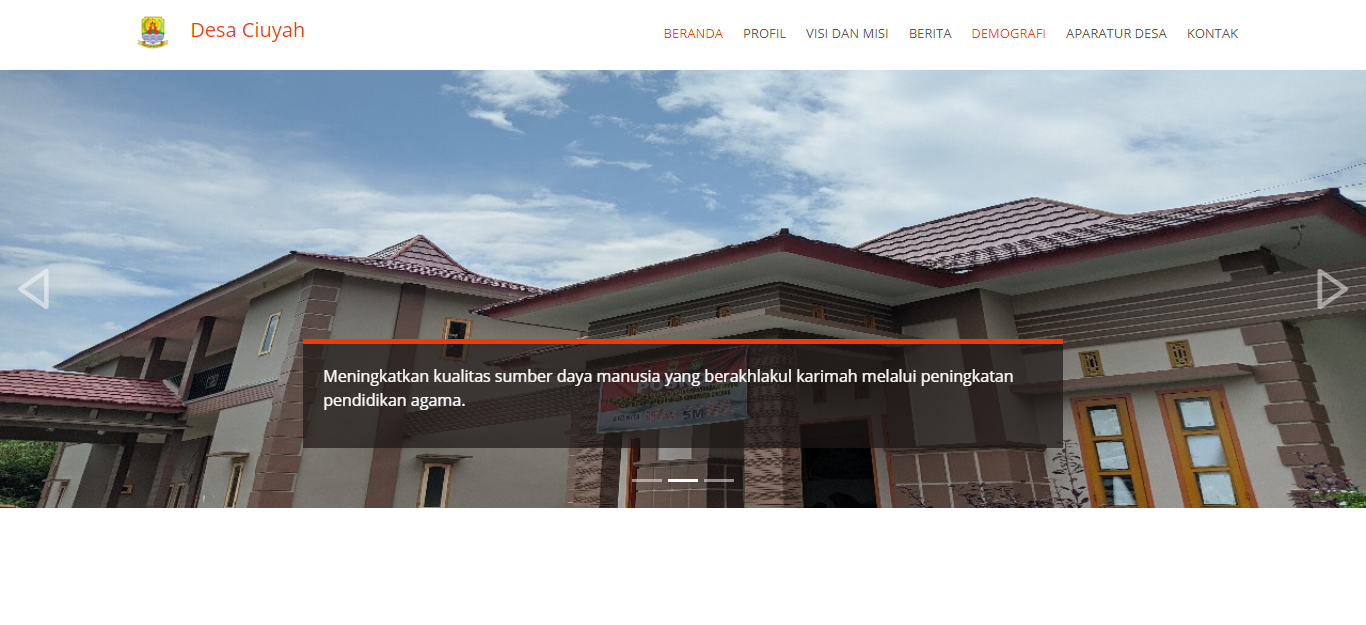 Desa Ciuyah
BERANDA PROFIL VISI DAN MISI BERITA DEMOGRAFI APARATUR DESA KONTAK
Meningkatkan kualitas sumber daya manusia yang berakhlakul karimah melalui peningkatan
pendidikan agama.